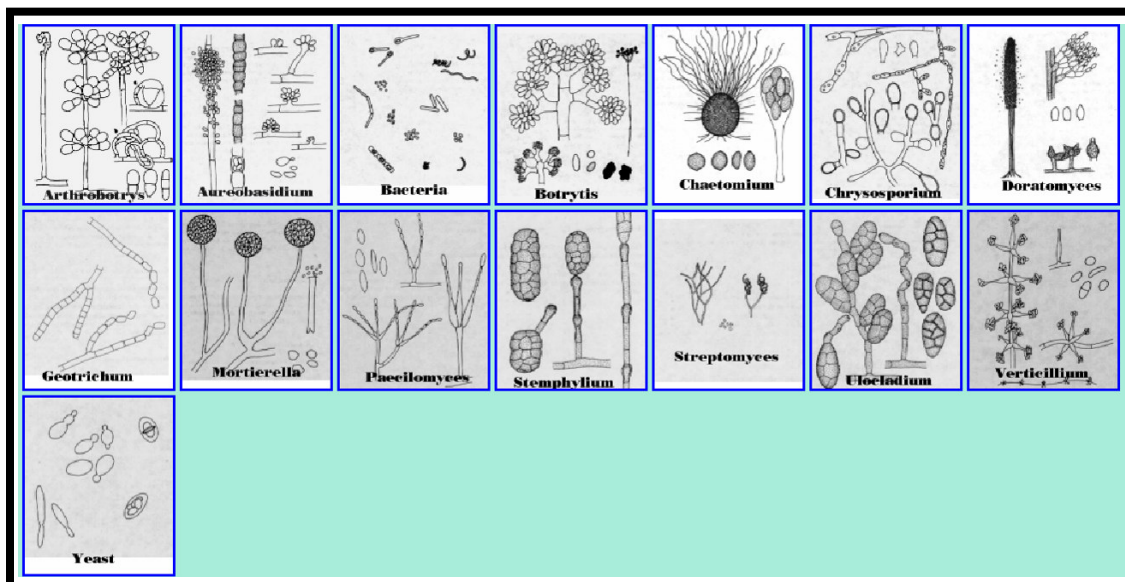 Arthrobotrys
Aureobasidium
Bacteria
Botrytis
Chaetomium
Chrysosporium
Doratomyces
Geotrichum
Mortierella
Paecilomyces
Stemphylium
Streptomyces
Ulocladium
Verticillium
Yeast